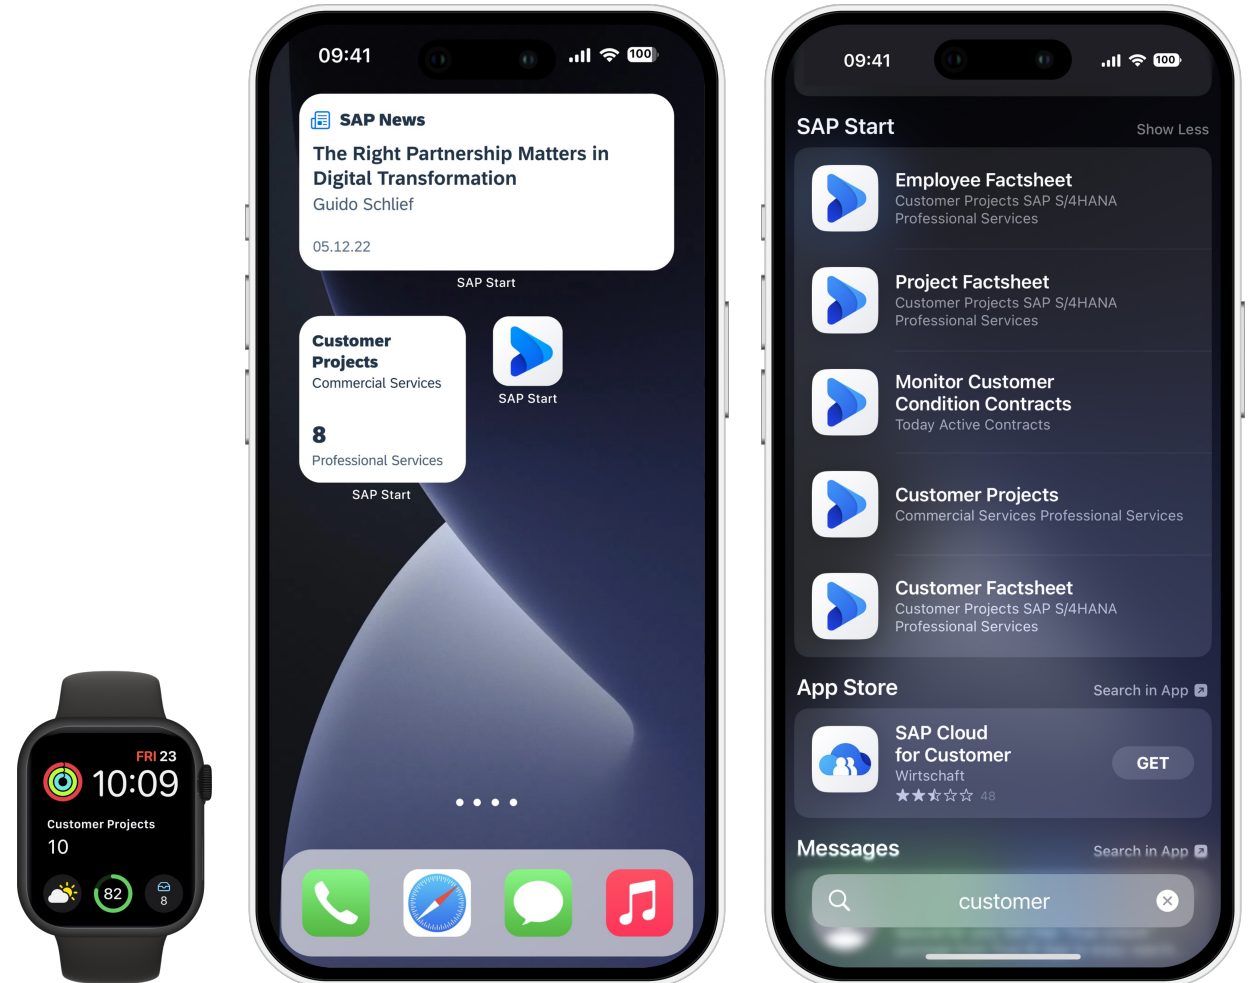 FRI 23
10:09
Customer Projects
10
82
8
09:41
100
SAP News
The Right Partnership Matters in
Digital Transformation
Guido Schlief
05.12.22
SAP Start
Customer
Projects
Commercial Services
8
Professional Services
SAP Start
SAP Start
09:41
100
SAP Start
Show Less
Employee Factsheet
Customer Projects SAP S/4HANA
Professional Services
Project Factsheet
Customer Projects SAP S/4HANA
Professional Services
Monitor Customer
Condition Contracts
Today Active Contracts
Customer Projects
Commercial Services Professional Services
Customer Factsheet
Customer Projects SAP S/4HANA
Professional Services
App Store
Search in App
SAP Cloud
for Customer
Wirtschaft
48
GET
Messages
Search in App
customer